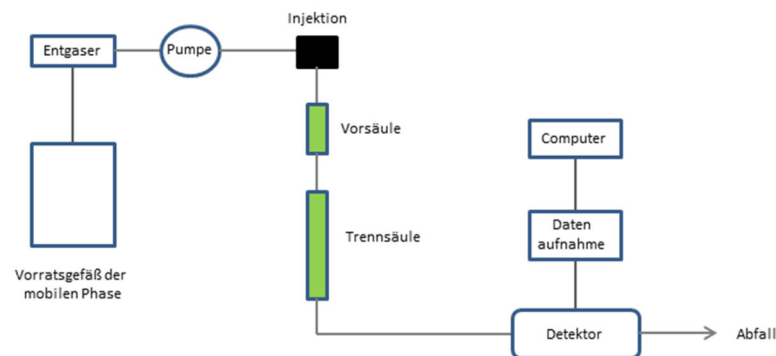 Injektion
Entgaser
Pumpe
Vorsäule
Computer
Trennsäule
Daten
aufnahme
Vorratsgefäß der
mobilen Phase
Detektor
Abfall